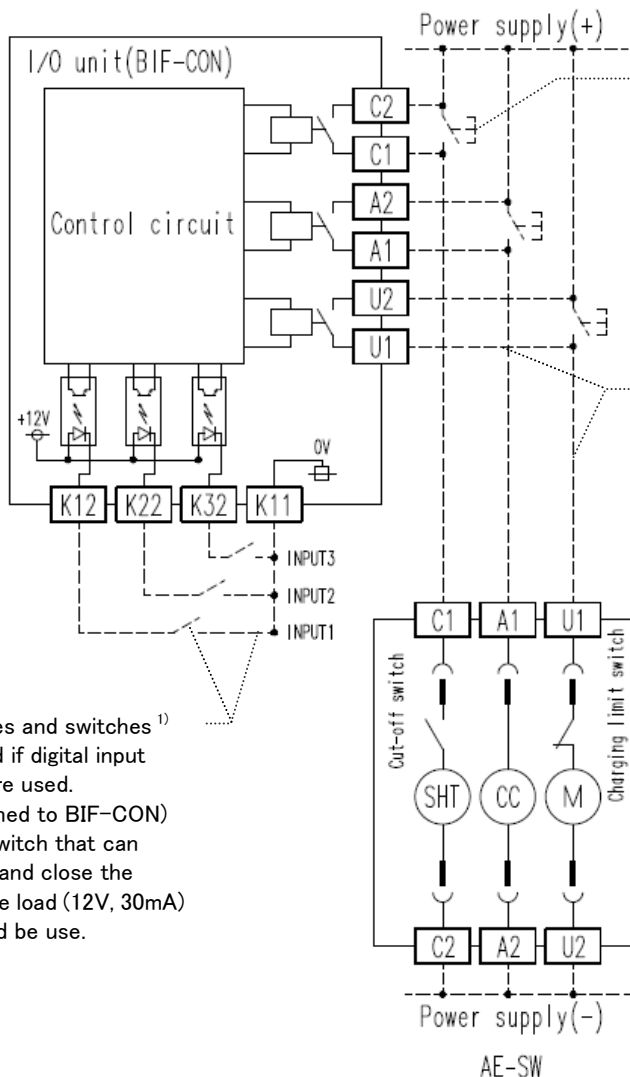 Power supply(+)
I/O unit(BIF-CON)
C2
C1
Control circuit
A2
A1
U2
U1
+12V
0V
K12 K22 K32 K11
INPUT3
INPUT2
INPUT1
C1 A1 U1
Cut-off switch
Charging limit switch
es and switches 1)
d if digital input
re used.
ned to BIF-CON)
witch that can
and close the
e load (12V, 30mA)
d be use.
SHT CC M
C2 A2 U2
Power supply(-)
AE-SW